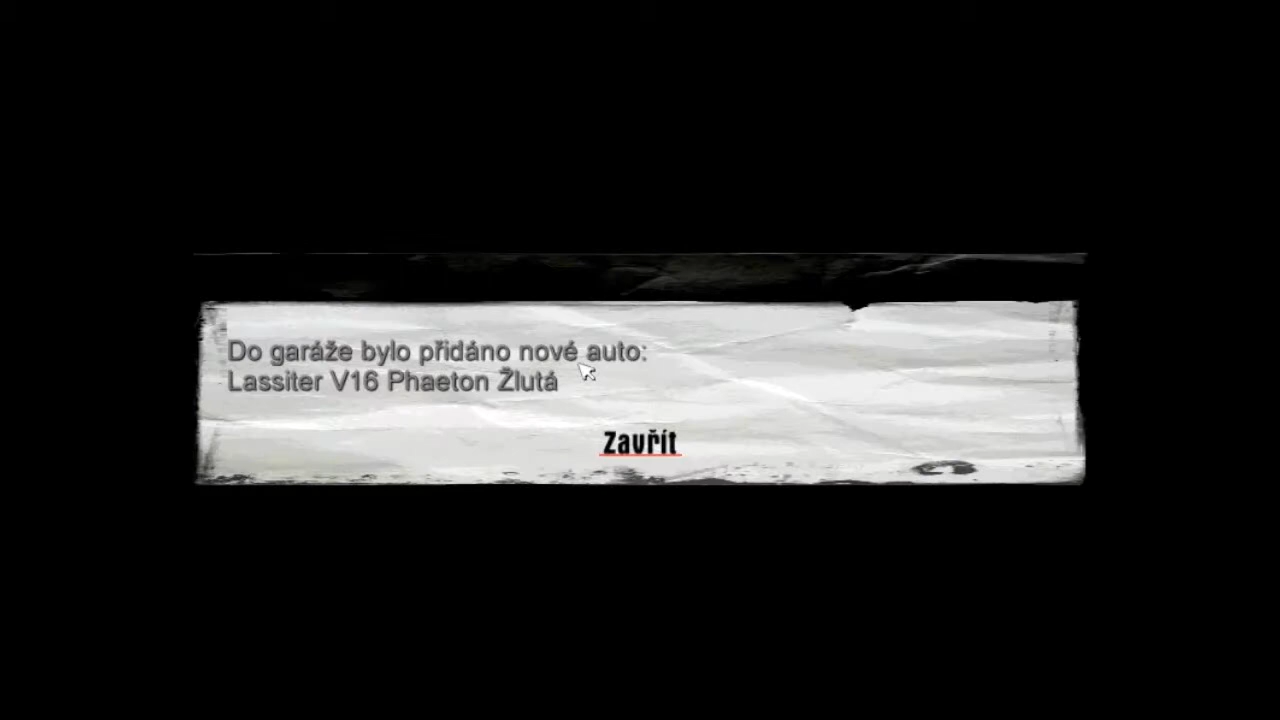 Do garáže bylo přidáno nové auto:
Lassiter V16 Phaeton Žlutá
Zavřít